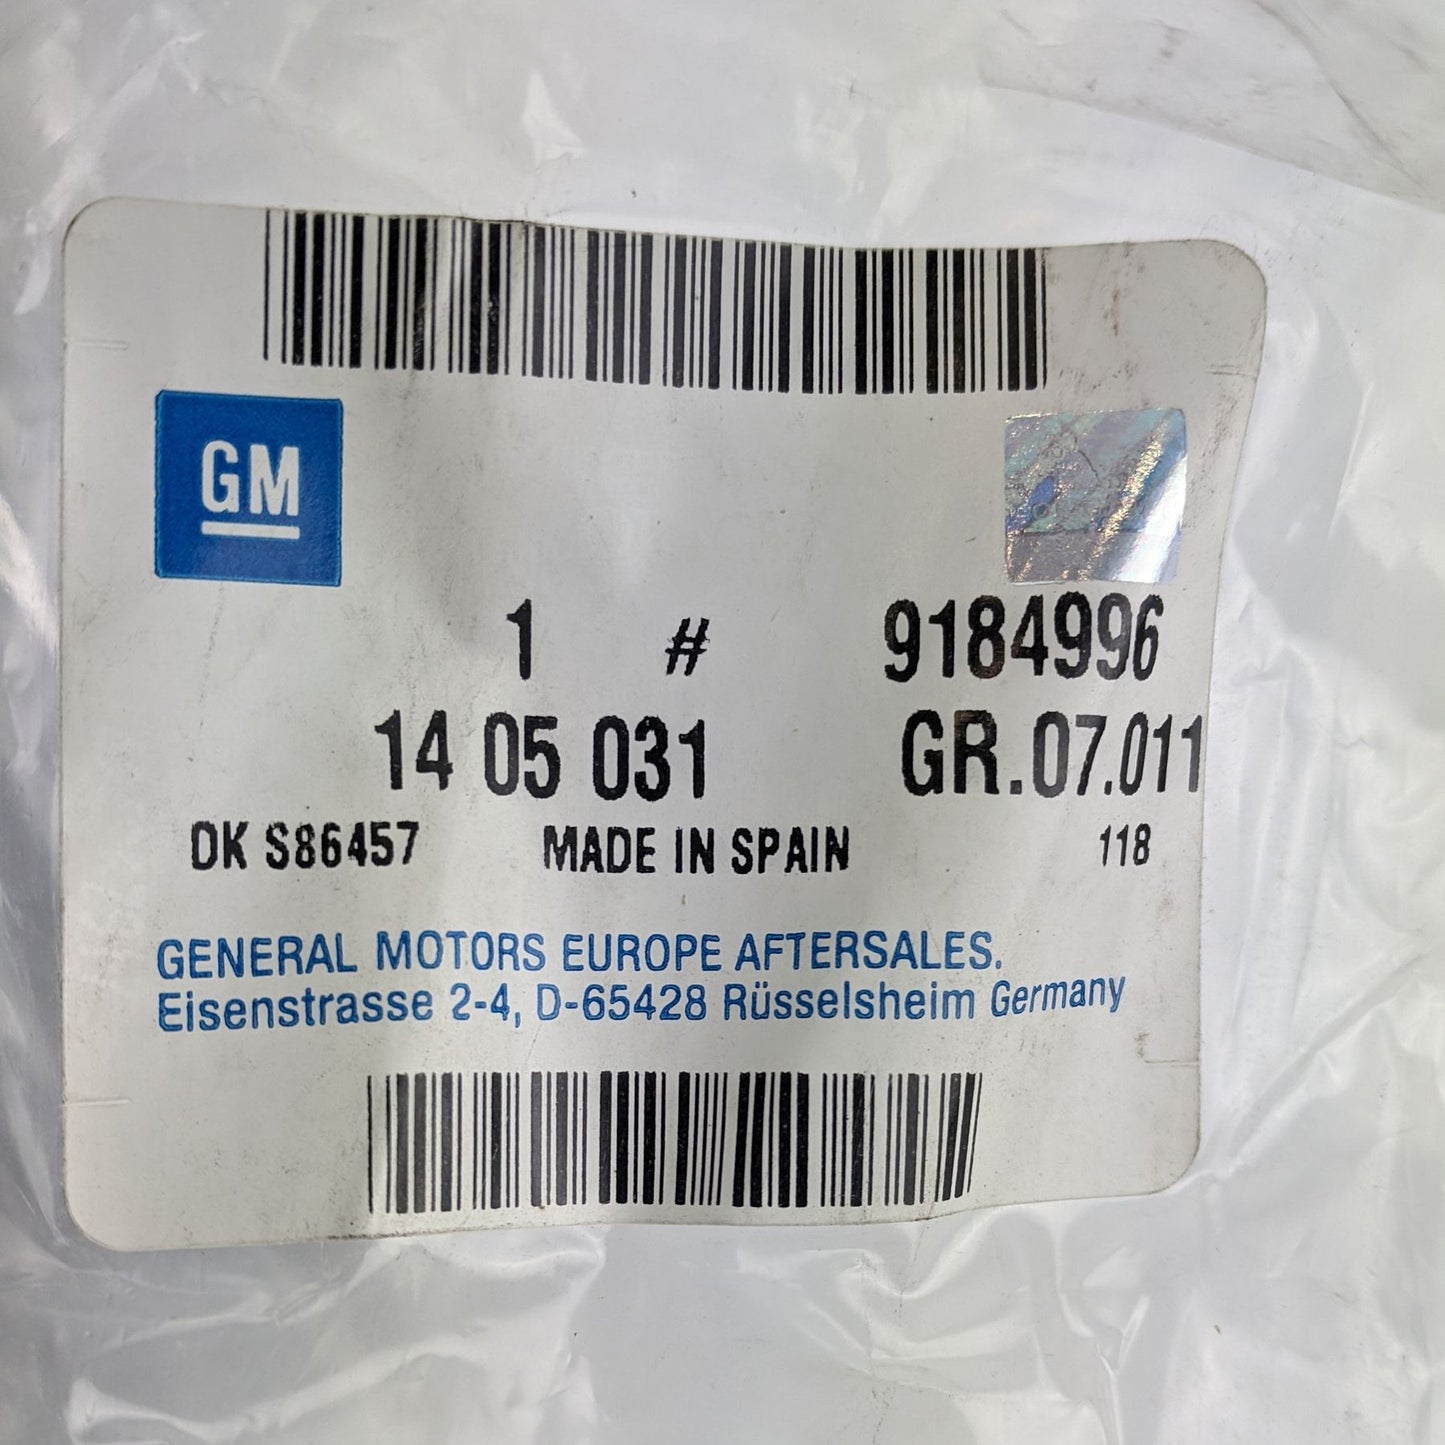 GM
1 # 9184996
14 05 031 GR.07.011
DK S86457 MADE IN SPAIN 118
GENERAL MOTORS EUROPE AFTERSALES.
Eisenstrasse 2-4, D-65428 Rüsselsheim Germany